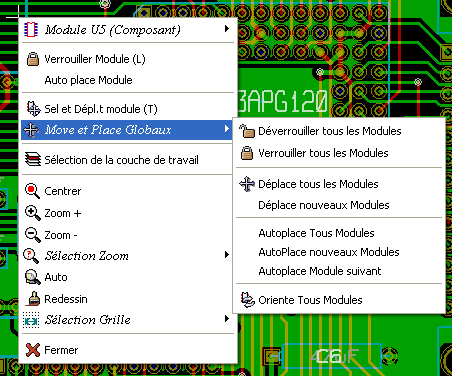 Module U5 (Composant)
Verrouiller Module (L)
Auto place Module
Sel et Dépl.t module (T)
Move et Place Globaux
Sélection de la couche de travail
Centrer
Zoom +
Zoom -
Sélection Zoom
Auto
Redessin
Sélection Grille
Fermer
3APG120
Déverrouiller tous les Modules
Verrouiller tous les Modules
Déplace tous les Modules
Déplace nouveaux Modules
Autoplace Tous Modules
AutoPlace nouveaux Modules
Autoplace Module suivant
Oriente Tous Modules
C6